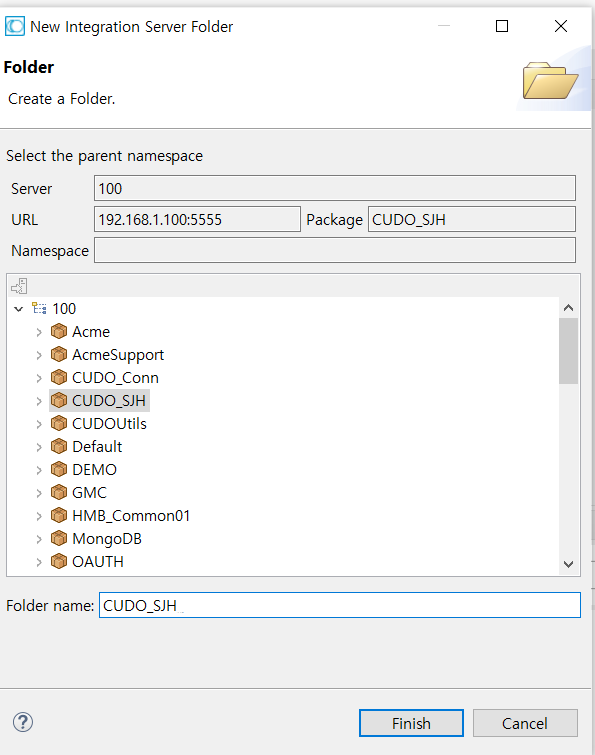 New Integration Server Folder
Folder
Create a Folder.
Select the parent namespace
Server 100
URL 192.168.1.100:5555 Package CUDO_SJH
Namespace
100
Acme
AcmeSupport
CUDO_Conn
CUDO_SJH
CUDOUtils
Default
DEMO
GMC
HMB_Common01
MongoDB
OAUTH
Folder name: CUDO_SJH
Finish Cancel